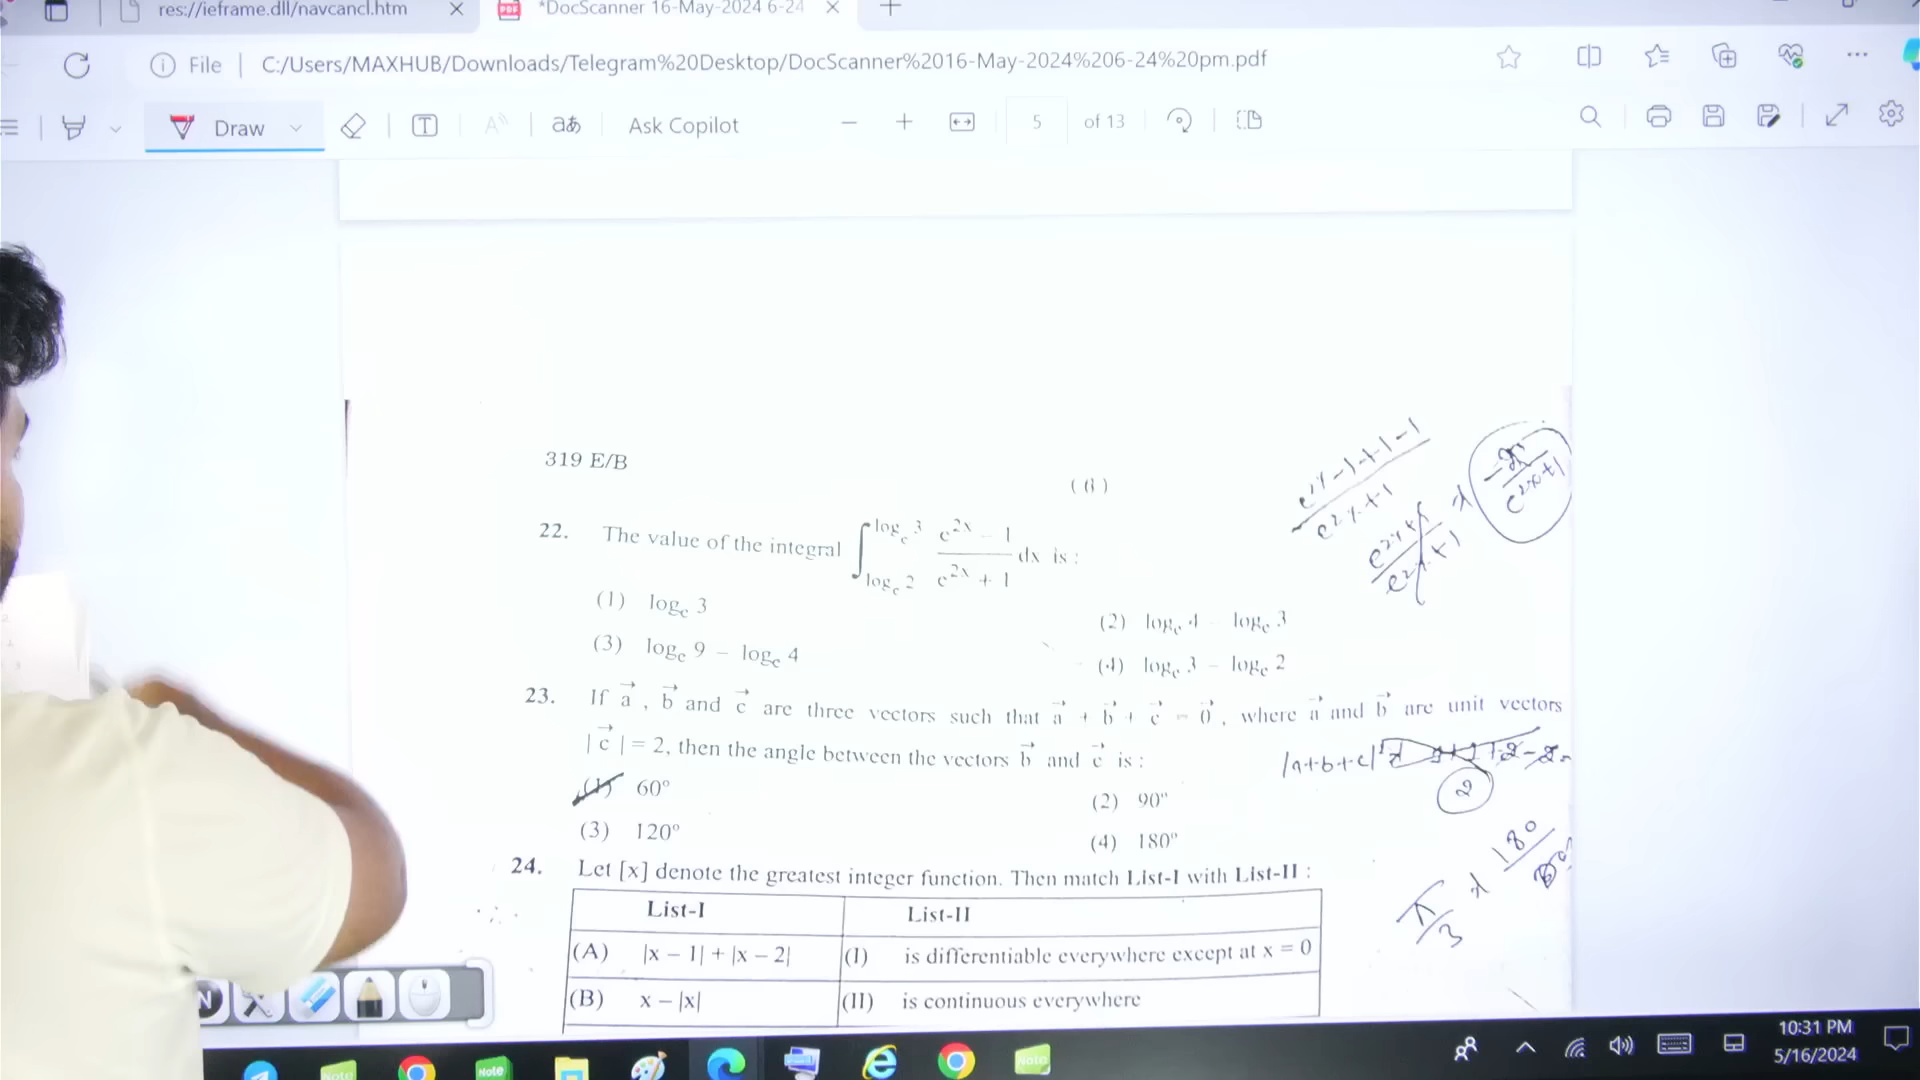 res://ieframe.dll/navcancl.htm
*DocScanner 16-May-2024 6-24
File
C:/Users/MAXHUB/Downloads/Telegram%20Desktop/DocScanner%2016-May-2024%206-24%20pm.pdf
Draw
Ask Copilot
5 of 13
319 E/B
( 6 )
22. The value of the integral ∫_{log_e 2}^{log_e 3} (e^{2x} − 1)/(e^{2x} + 1) dx is :
(1) log_e 3
(2) log_e 4 − log_e 3
(3) log_e 9 − log_e 4
(4) log_e 3 − log_e 2
23. If a⃗ , b⃗ and c⃗ are three vectors such that a⃗ + b⃗ + c⃗ = 0⃗ , where a⃗ and b⃗ are unit vectors
| c⃗ | = 2, then the angle between the vectors b⃗ and c⃗ is :
(1) 60°
(2) 90°
(3) 120°
(4) 180°
24. Let [x] denote the greatest integer function. Then match List-I with List-II :
List-I List-II
(A) |x − 1| + |x − 2| (I) is differentiable everywhere except at x = 0
(B) x − |x| (II) is continuous everywhere
10:31 PM
5/16/2024